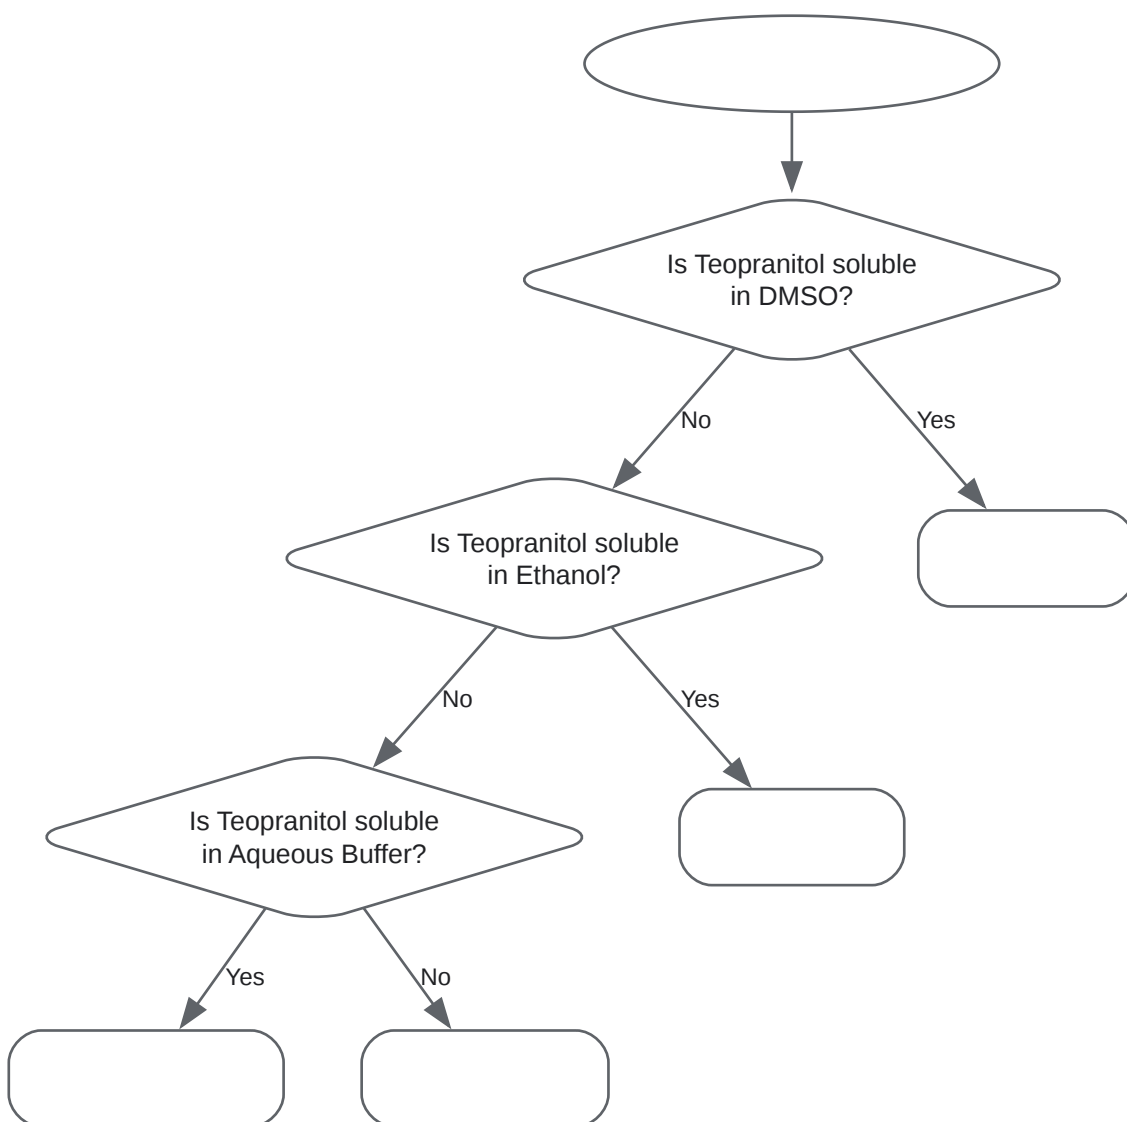 Is Teopranitol soluble
in DMSO?
No
Yes
Is Teopranitol soluble
in Ethanol?
No
Yes
Is Teopranitol soluble
in Aqueous Buffer?
Yes
No